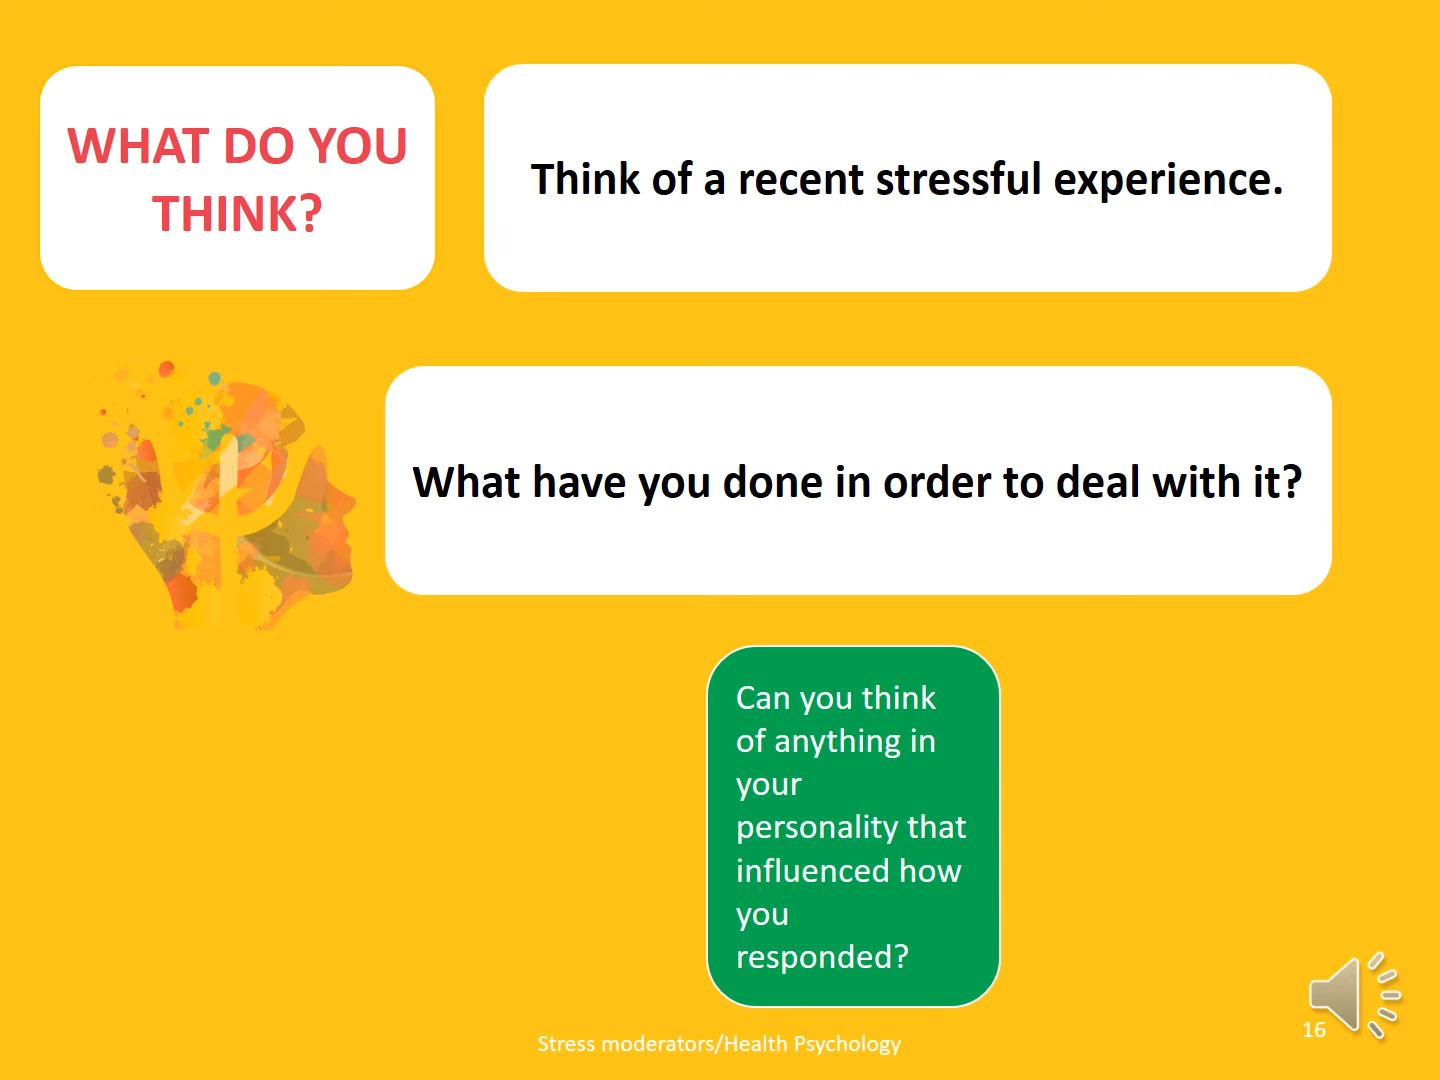 WHAT DO YOU
THINK?
Think of a recent stressful experience.
What have you done in order to deal with it?
Can you think
of anything in
your
personality that
influenced how
you
responded?
Stress moderators/Health Psychology
16